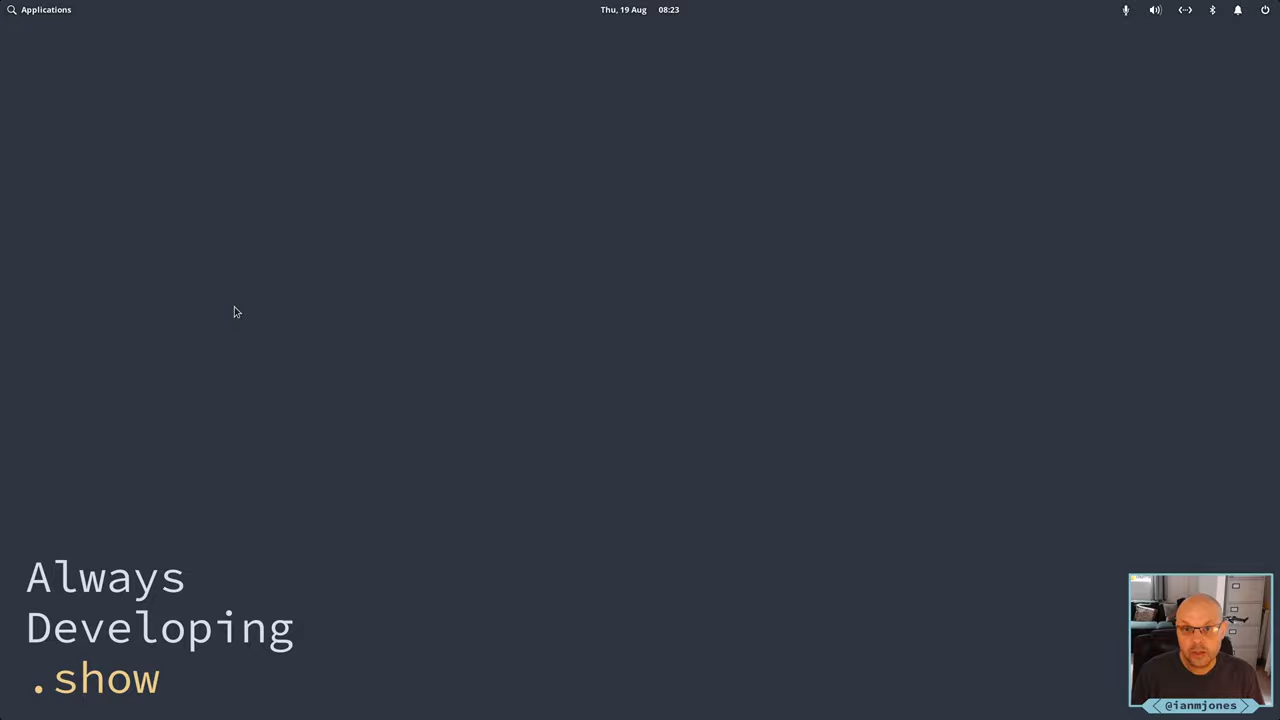 Applications
Thu, 19 Aug 08:23
Always
Developing
.show
@ianmjones